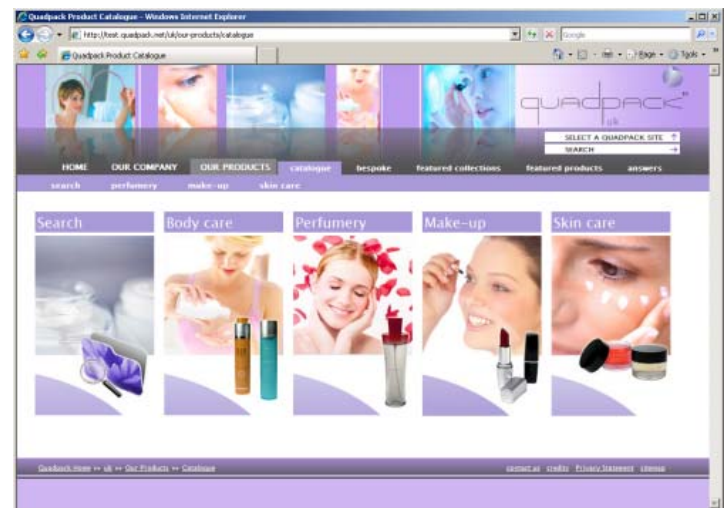 Quadpack Product Catalogue - Windows Internet Explorer
http://test.quadpack.net/uk/our-products/catalogue
Google
Quadpack Product Catalogue
Page Tools
quadpack
uk
SELECT A QUADPACK SITE
SEARCH
HOME OUR COMPANY OUR PRODUCTS catalogue bespoke featured collections featured products answers
search perfumery make-up skin care
Search Body care Perfumery Make-up Skin care
Quadpack Home >> uk >> Our Products >> Catalogue
contact us credits Privacy Statement sitemap